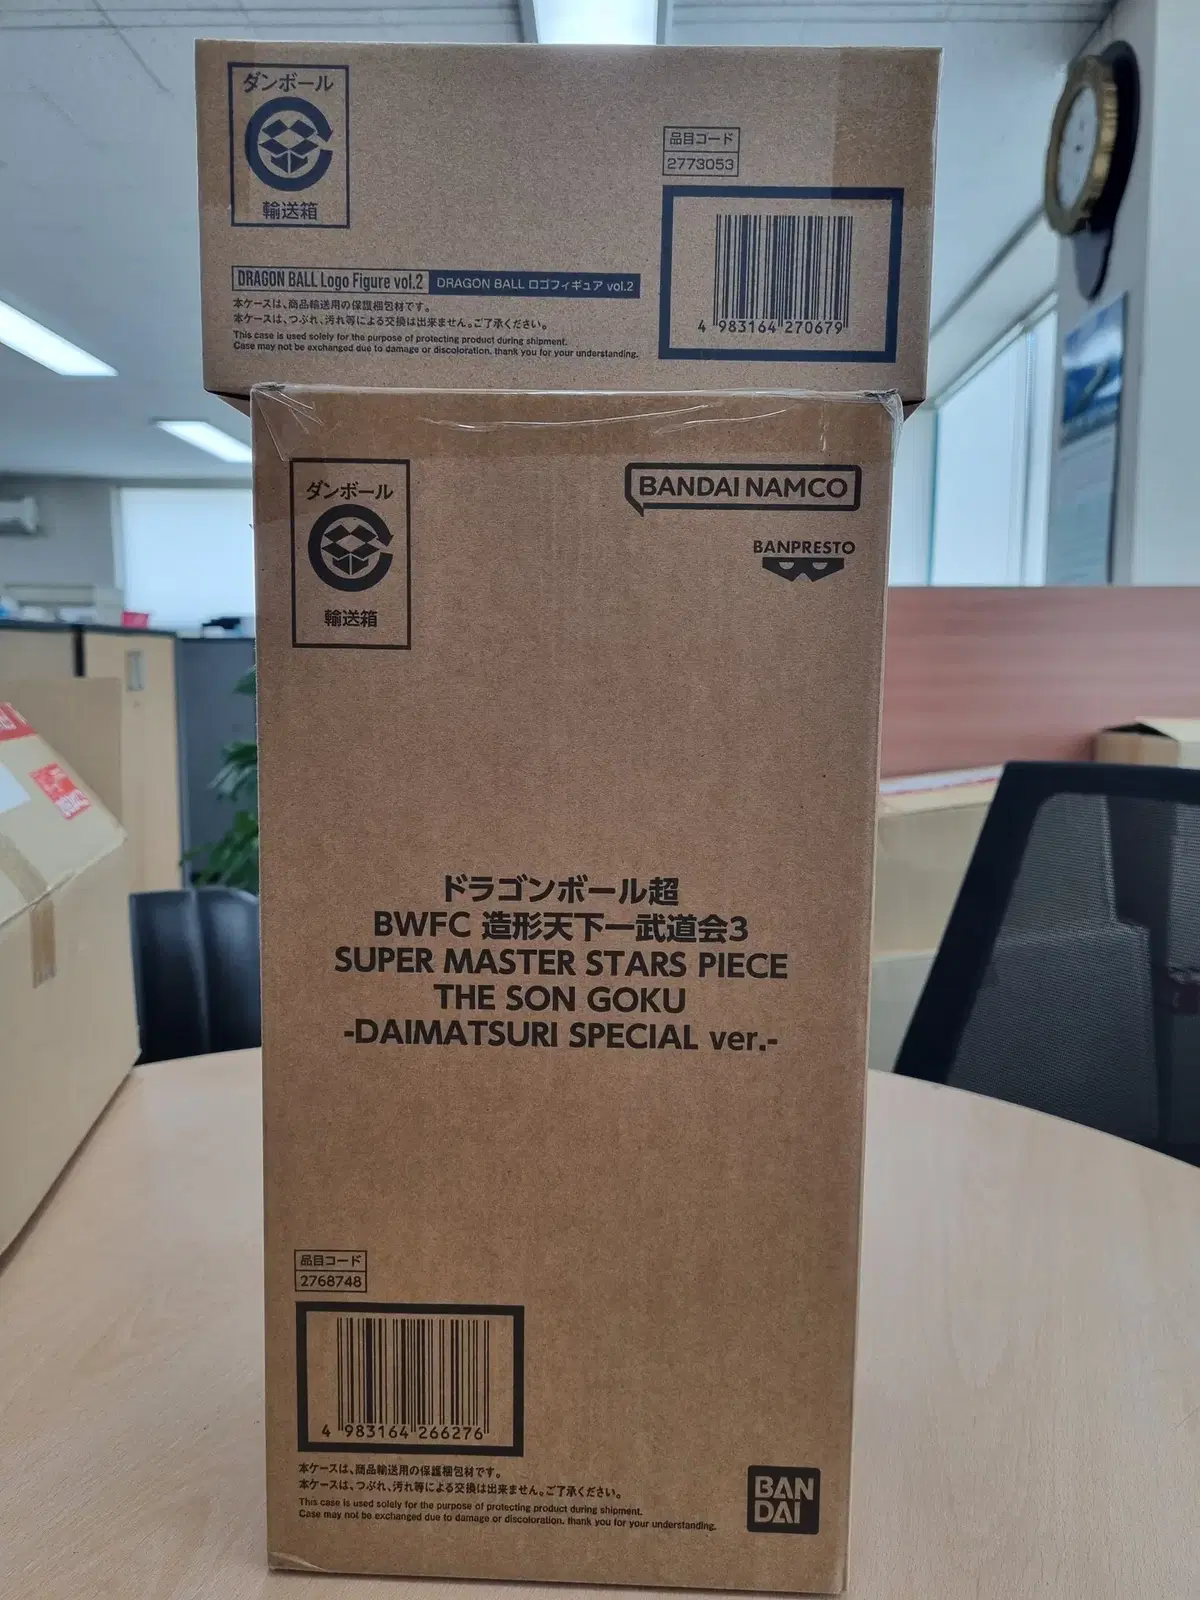 ダンボール
輸送箱
品目コード
2773053
DRAGON BALL Logo Figure vol.2 DRAGON BALL ロゴフィギュア vol.2
本ケースは、商品輸送用の保護梱包材です。
本ケースは、つぶれ、汚れ等による交換は出来ません。ご了承ください。
This case is used solely for the purpose of protecting product during shipment.
Case may not be exchanged due to damage or discoloration. thank you for your understanding.
4 983164 270679
ダンボール
輸送箱
BANDAI NAMCO
BANPRESTO
ドラゴンボール超
BWFC 造形天下一武道会3
SUPER MASTER STARS PIECE
THE SON GOKU
-DAIMATSURI SPECIAL ver.-
品目コード
2768748
4 983164 266276
本ケースは、商品輸送用の保護梱包材です。
本ケースは、つぶれ、汚れ等による交換は出来ません。ご了承ください。
This case is used solely for the purpose of protecting product during shipment.
Case may not be exchanged due to damage or discoloration. thank you for your understanding.
BAN
DAI